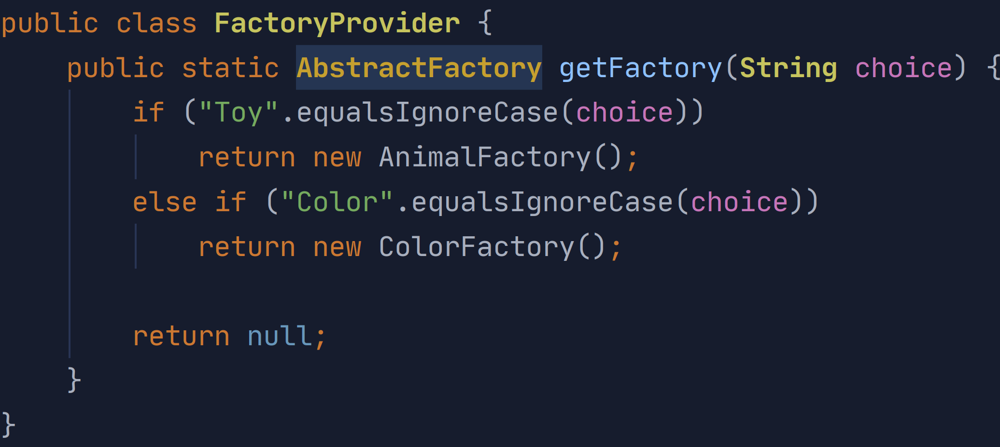 public class FactoryProvider {
    public static AbstractFactory getFactory(String choice) {
        if ("Toy".equalsIgnoreCase(choice))
            return new AnimalFactory();
        else if ("Color".equalsIgnoreCase(choice))
            return new ColorFactory();

        return null;
    }
}